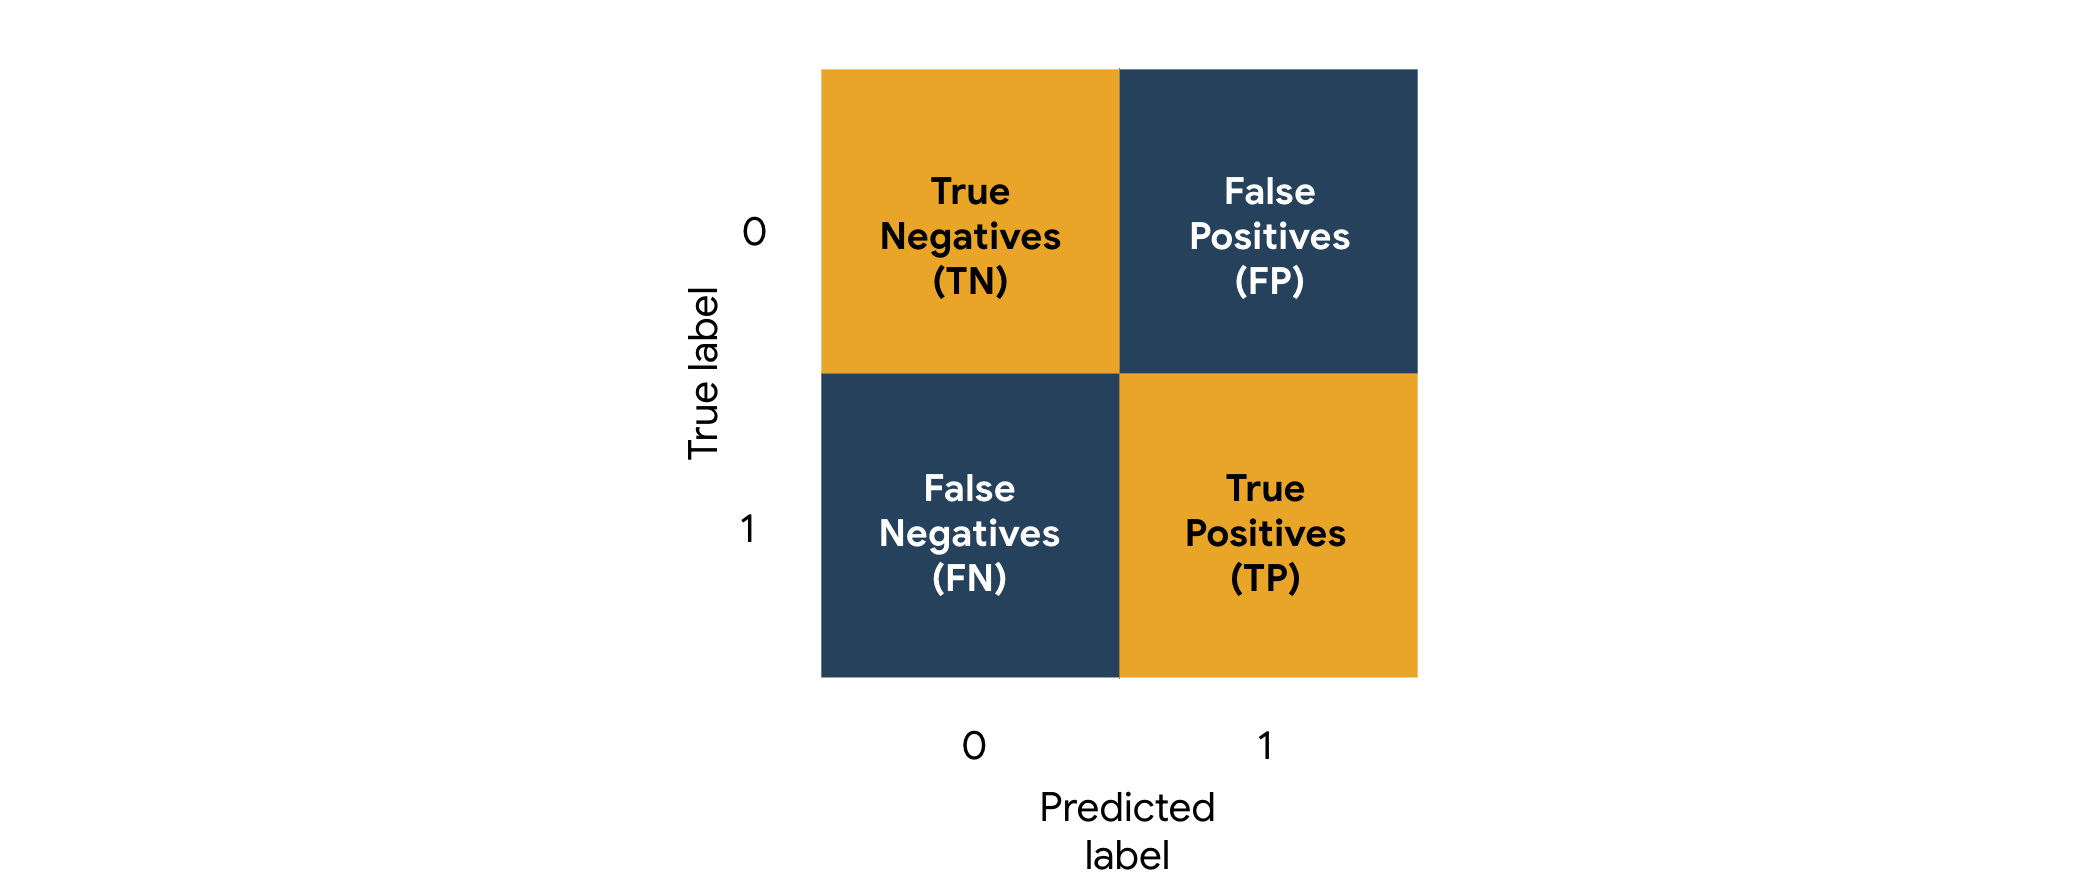 True
Negatives
(TN)
False
Positives
(FP)
0
True label
False
Negatives
(FN)
True
Positives
(TP)
1
0
1
Predicted
label